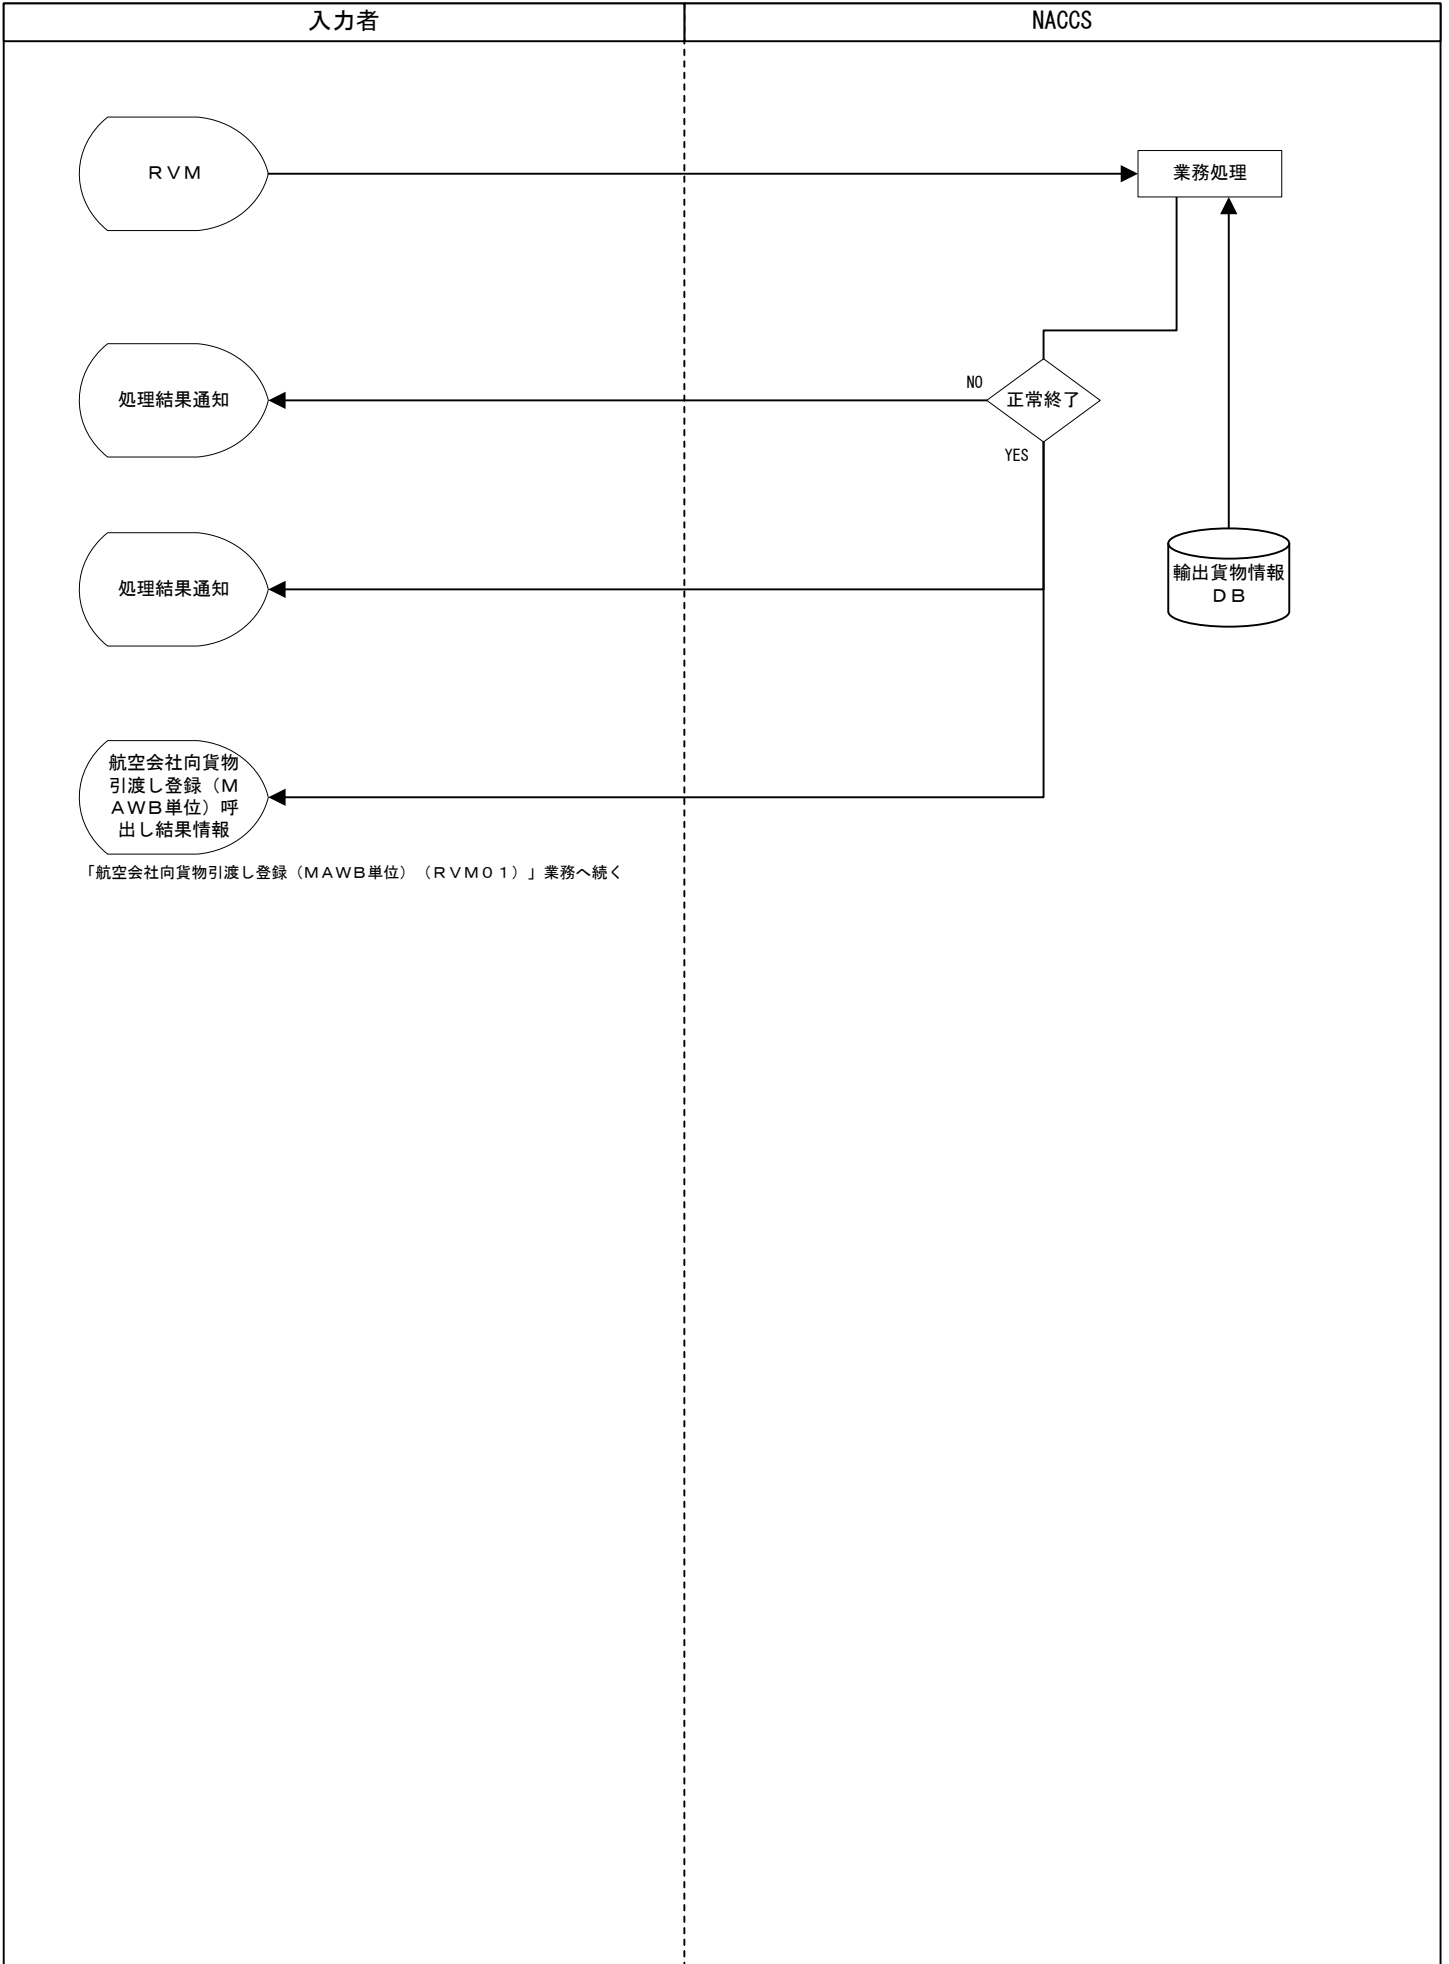 入力者
NACCS
ＲＶＭ
業務処理
処理結果通知
NO
正常終了
YES
処理結果通知
輸出貨物情報
ＤＢ
航空会社向貨物
引渡し登録（Ｍ
ＡＷＢ単位）呼
出し結果情報
「航空会社向貨物引渡し登録（ＭＡＷＢ単位）（ＲＶＭ０１）」業務へ続く